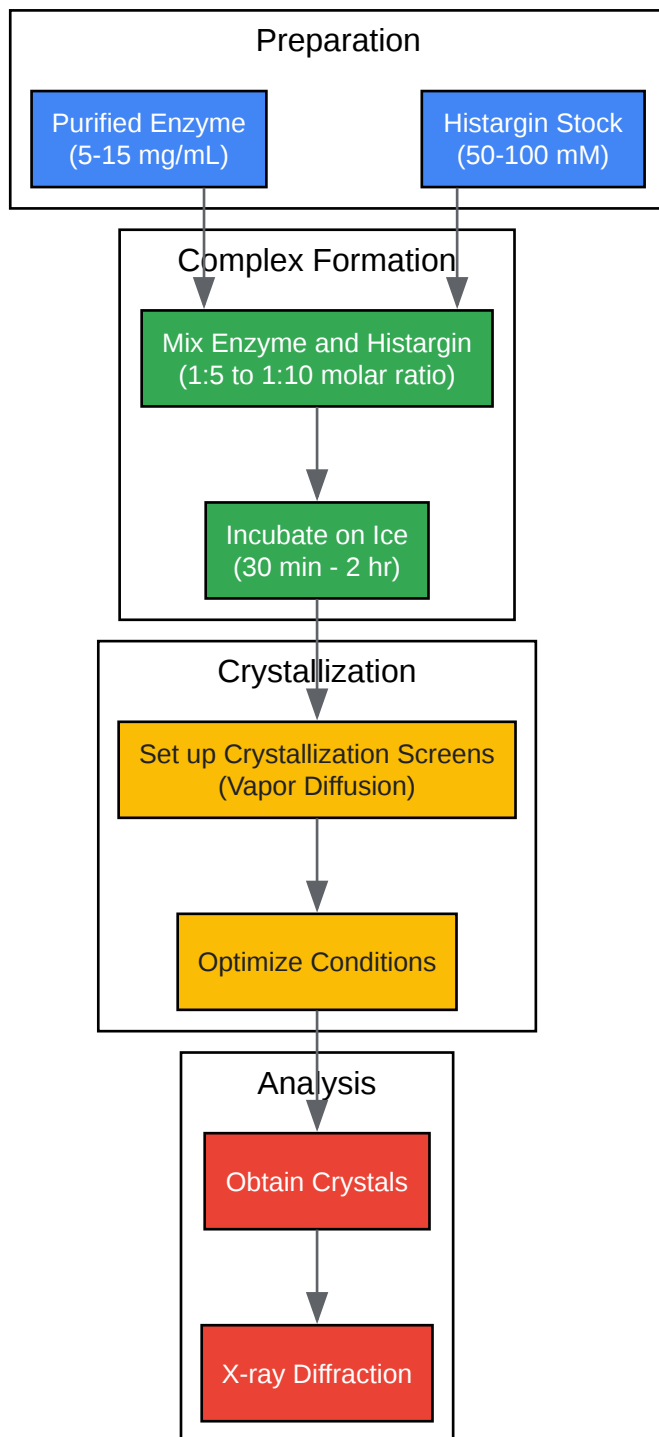 Preparation
Purified Enzyme
(5-15 mg/mL)
Histargin Stock
(50-100 mM)
Complex Formation
Mix Enzyme and Histargin
(1:5 to 1:10 molar ratio)
Incubate on Ice
(30 min - 2 hr)
Crystallization
Set up Crystallization Screens
(Vapor Diffusion)
Optimize Conditions
Analysis
Obtain Crystals
X-ray Diffraction